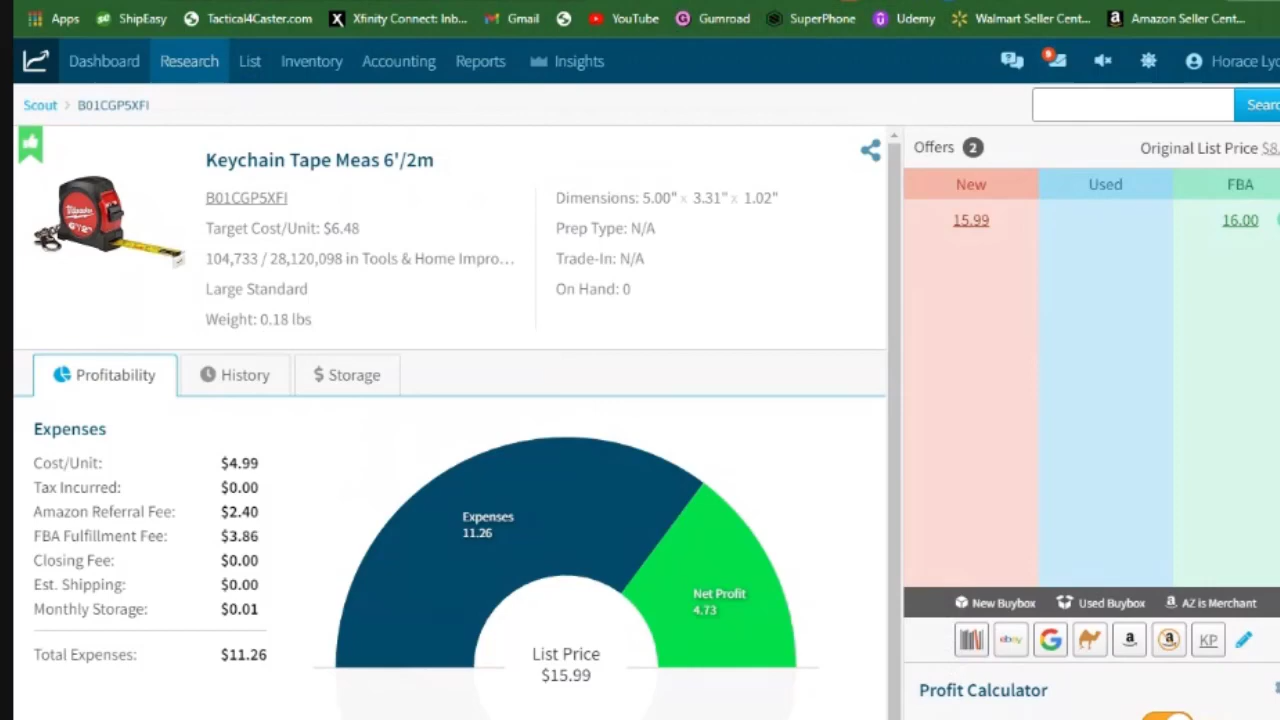 Apps ShipEasy Tactical4Caster.com Xfinity Connect: Inb... Gmail YouTube Gumroad SuperPhone Udemy Walmart Seller Cent... Amazon Seller Cent...
Dashboard Research List Inventory Accounting Reports Insights 9 Horace Lyo
Scout > B01CGP5XFI
Searc
Keychain Tape Meas 6'/2m
B01CGP5XFI
Target Cost/Unit: $6.48
104,733 / 28,120,098 in Tools & Home Impro...
Large Standard
Weight: 0.18 lbs
Dimensions: 5.00" x 3.31" x 1.02"
Prep Type: N/A
Trade-In: N/A
On Hand: 0
Milwaukee
Offers 2 Original List Price $8.
New Used FBA
15.99 16.00
Profitability History $ Storage
Expenses
Cost/Unit: $4.99
Tax Incurred: $0.00
Amazon Referral Fee: $2.40
FBA Fulfillment Fee: $3.86
Closing Fee: $0.00
Est. Shipping: $0.00
Monthly Storage: $0.01
Total Expenses: $11.26
Expenses
11.26
Net Profit
4.73
List Price
$15.99
New Buybox Used Buybox AZ is Merchant
ebay G a a KP
Profit Calculator